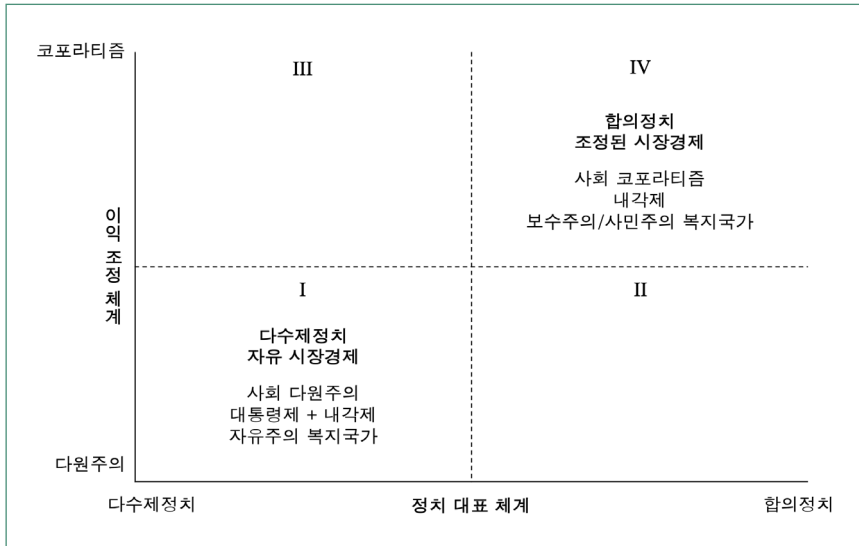 코포라티즘
III
IV
합의정치
조정된 시장경제
사회 코포라티즘
내각제
보수주의/사민주의 복지국가
이익 조정 체계
I
II
다수제정치
자유 시장경제
사회 다원주의
대통령제 + 내각제
자유주의 복지국가
다원주의
다수제정치
정치 대표 체계
합의정치